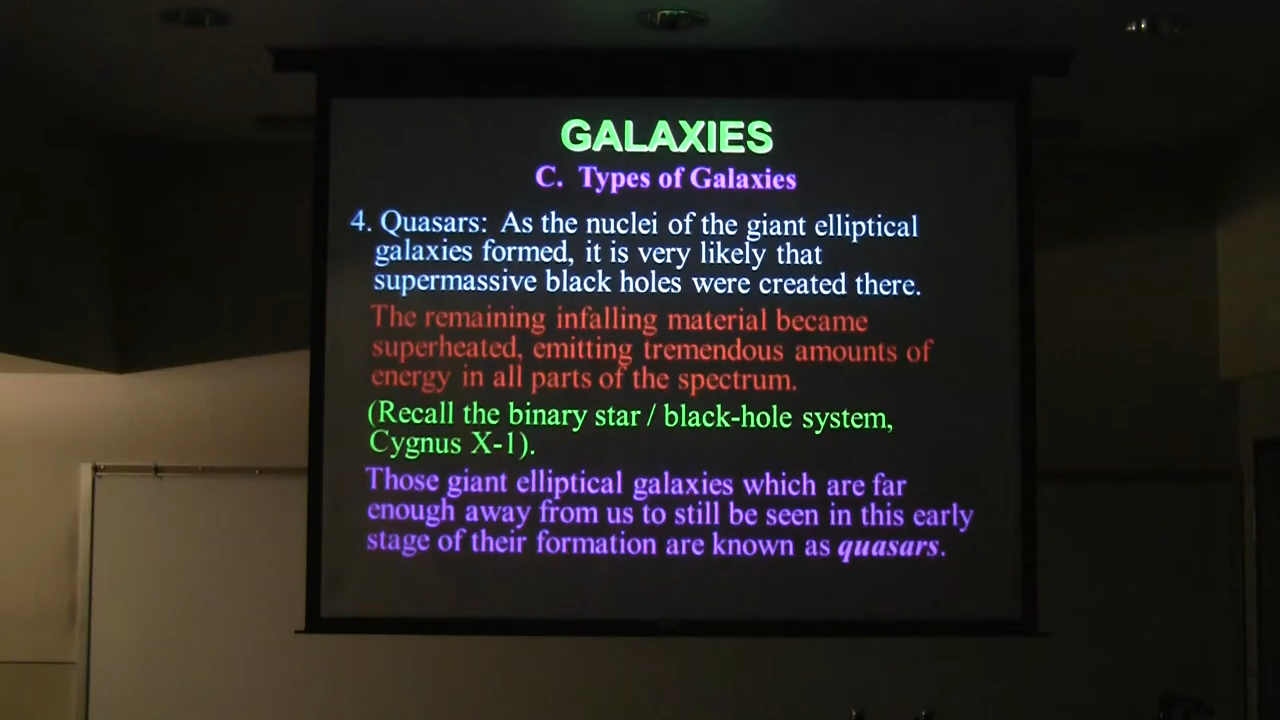 GALAXIES
C. Types of Galaxies
4. Quasars: As the nuclei of the giant elliptical
galaxies formed, it is very likely that
supermassive black holes were created there.
The remaining infalling material became
superheated, emitting tremendous amounts of
energy in all parts of the spectrum.
(Recall the binary star / black-hole system,
Cygnus X-1).
Those giant elliptical galaxies which are far
enough away from us to still be seen in this early
stage of their formation are known as quasars.